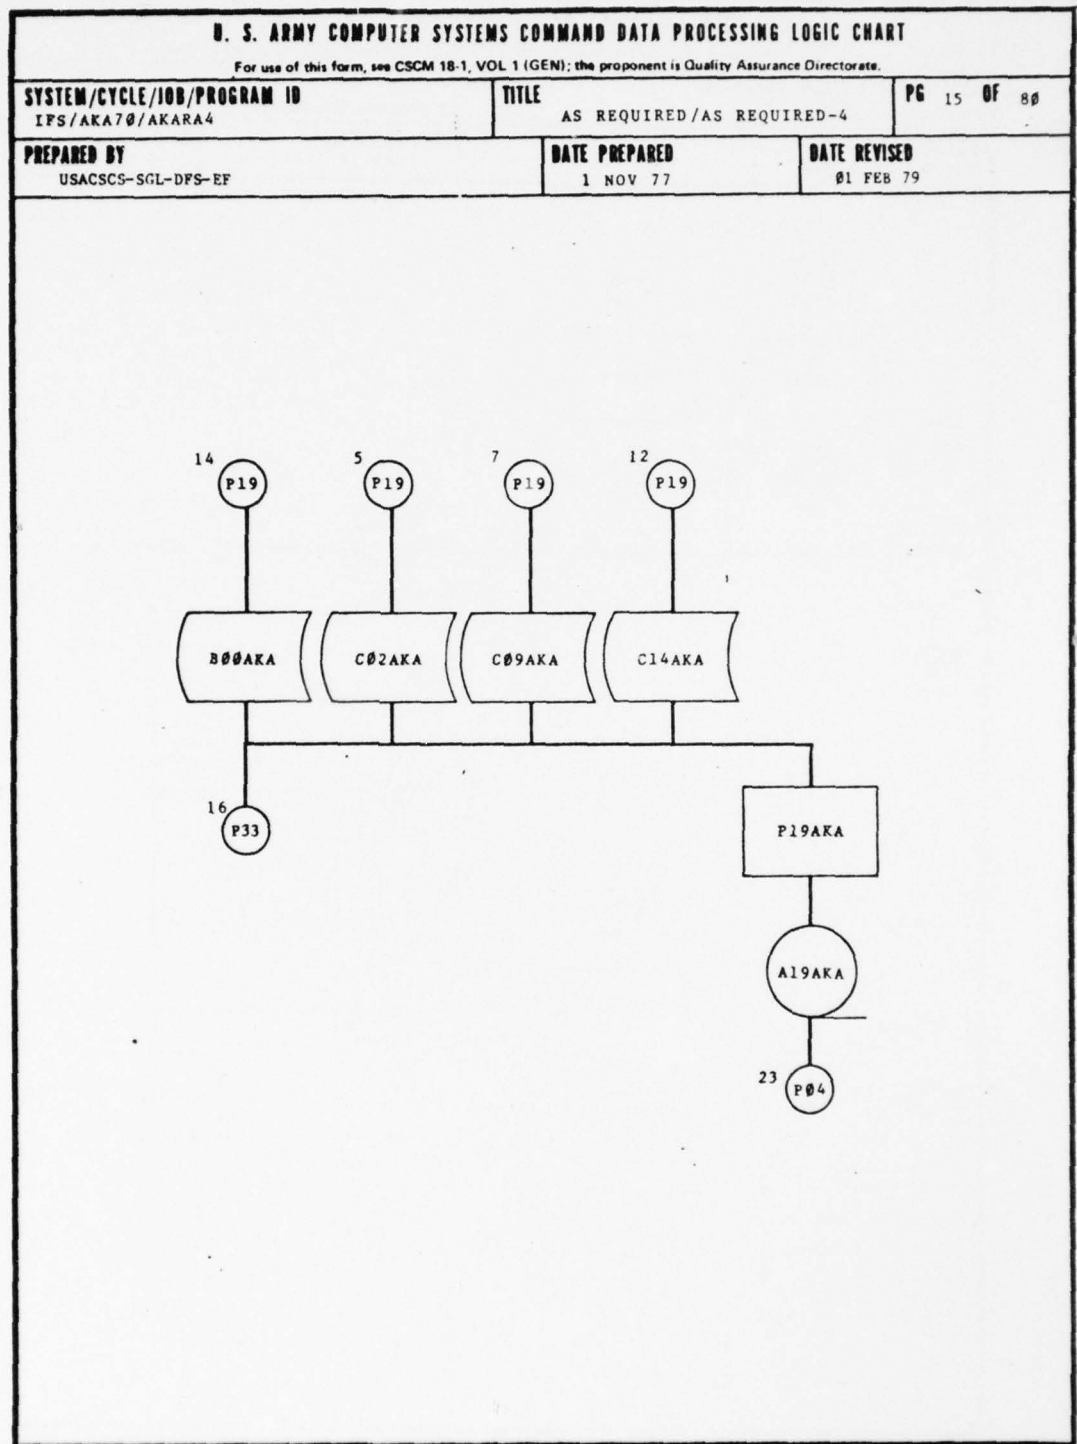 U. S. ARMY COMPUTER SYSTEMS COMMAND DATA PROCESSING LOGIC CHART
For use of this form, see CSCM 18-1, VOL 1 (GEN); the proponent is Quality Assurance Directorate.
SYSTEM/CYCLE/JOB/PROGRAM ID
IFS/AKA7Ø/AKARA4
TITLE
AS REQUIRED/AS REQUIRED-4
PG 15 OF 8Ø
PREPARED BY
USACSCS-SGL-DFS-EF
DATE PREPARED
1 NOV 77
DATE REVISED
Ø1 FEB 79
14 5 7 12
P19 P19 P19 P19
BØØAKA CØ2AKA CØ9AKA C14AKA
16
P33
P19AKA
A19AKA
23
PØ4